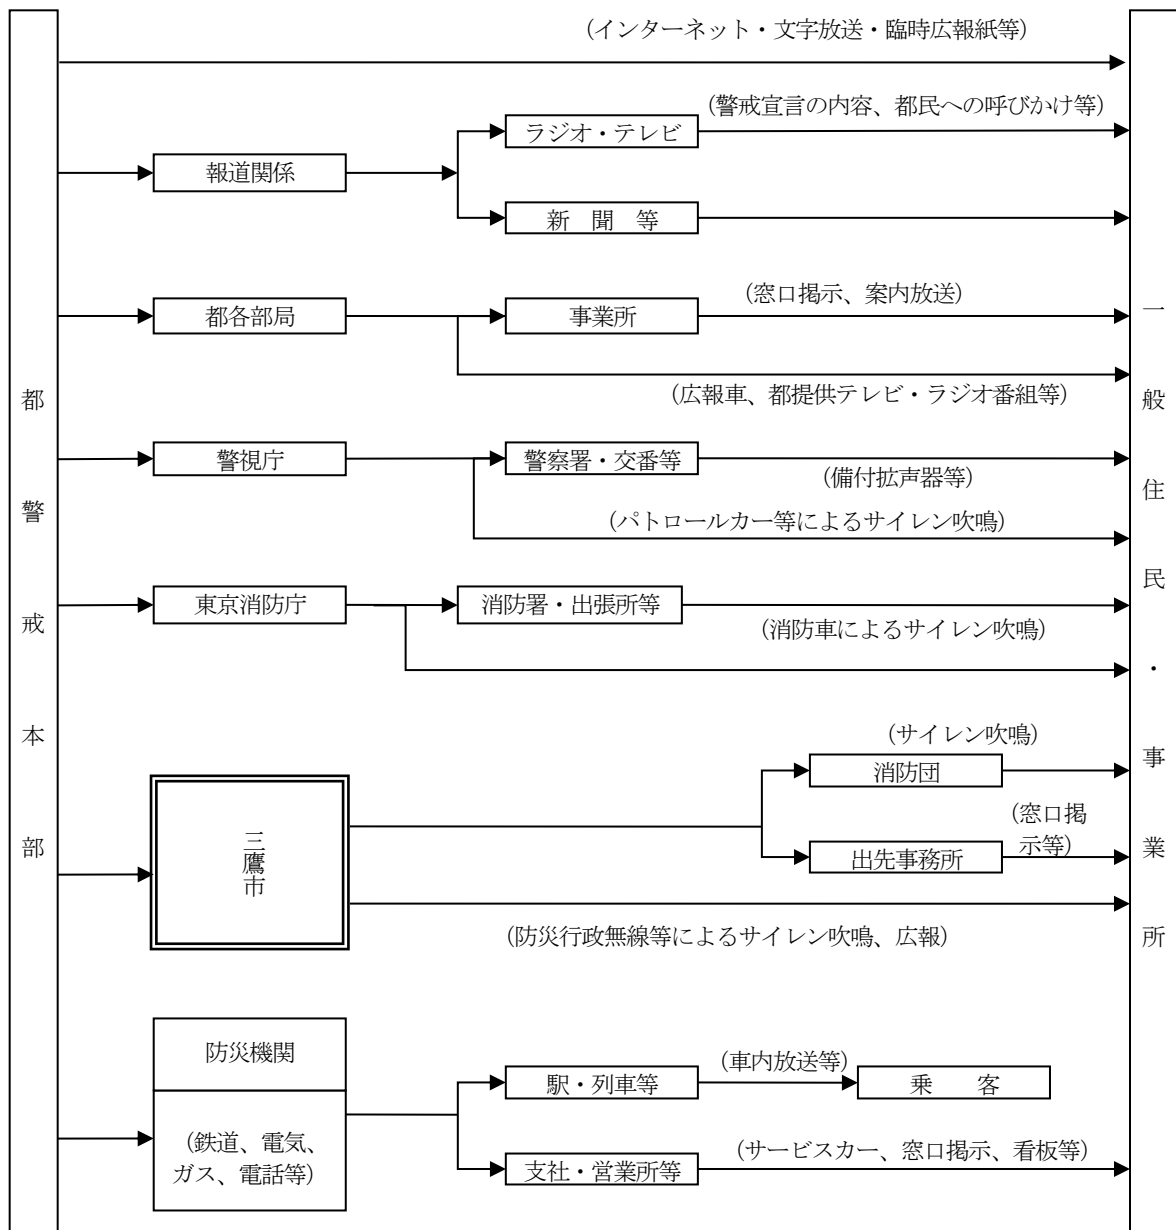 (インターネット・文字放送・臨時広報紙等)
(警戒宣言の内容、都民への呼びかけ等)
ラジオ・テレビ
報道関係
新　聞　等
(窓口掲示、案内放送)
都各部局
事業所
(広報車、都提供テレビ・ラジオ番組等)
警視庁
警察署・交番等
(備付拡声器等)
(パトロールカー等によるサイレン吹鳴)
東京消防庁
消防署・出張所等
(消防車によるサイレン吹鳴)
(サイレン吹鳴)
消防団
(窓口掲
示等)
出先事務所
三鷹市
(防災行政無線等によるサイレン吹鳴、広報)
防災機関
(鉄道、電気、
ガス、電話等)
(車内放送等)
駅・列車等
乗　　客
(サービスカー、窓口掲示、看板等)
支社・営業所等
都警戒本部
一般住民・事業所